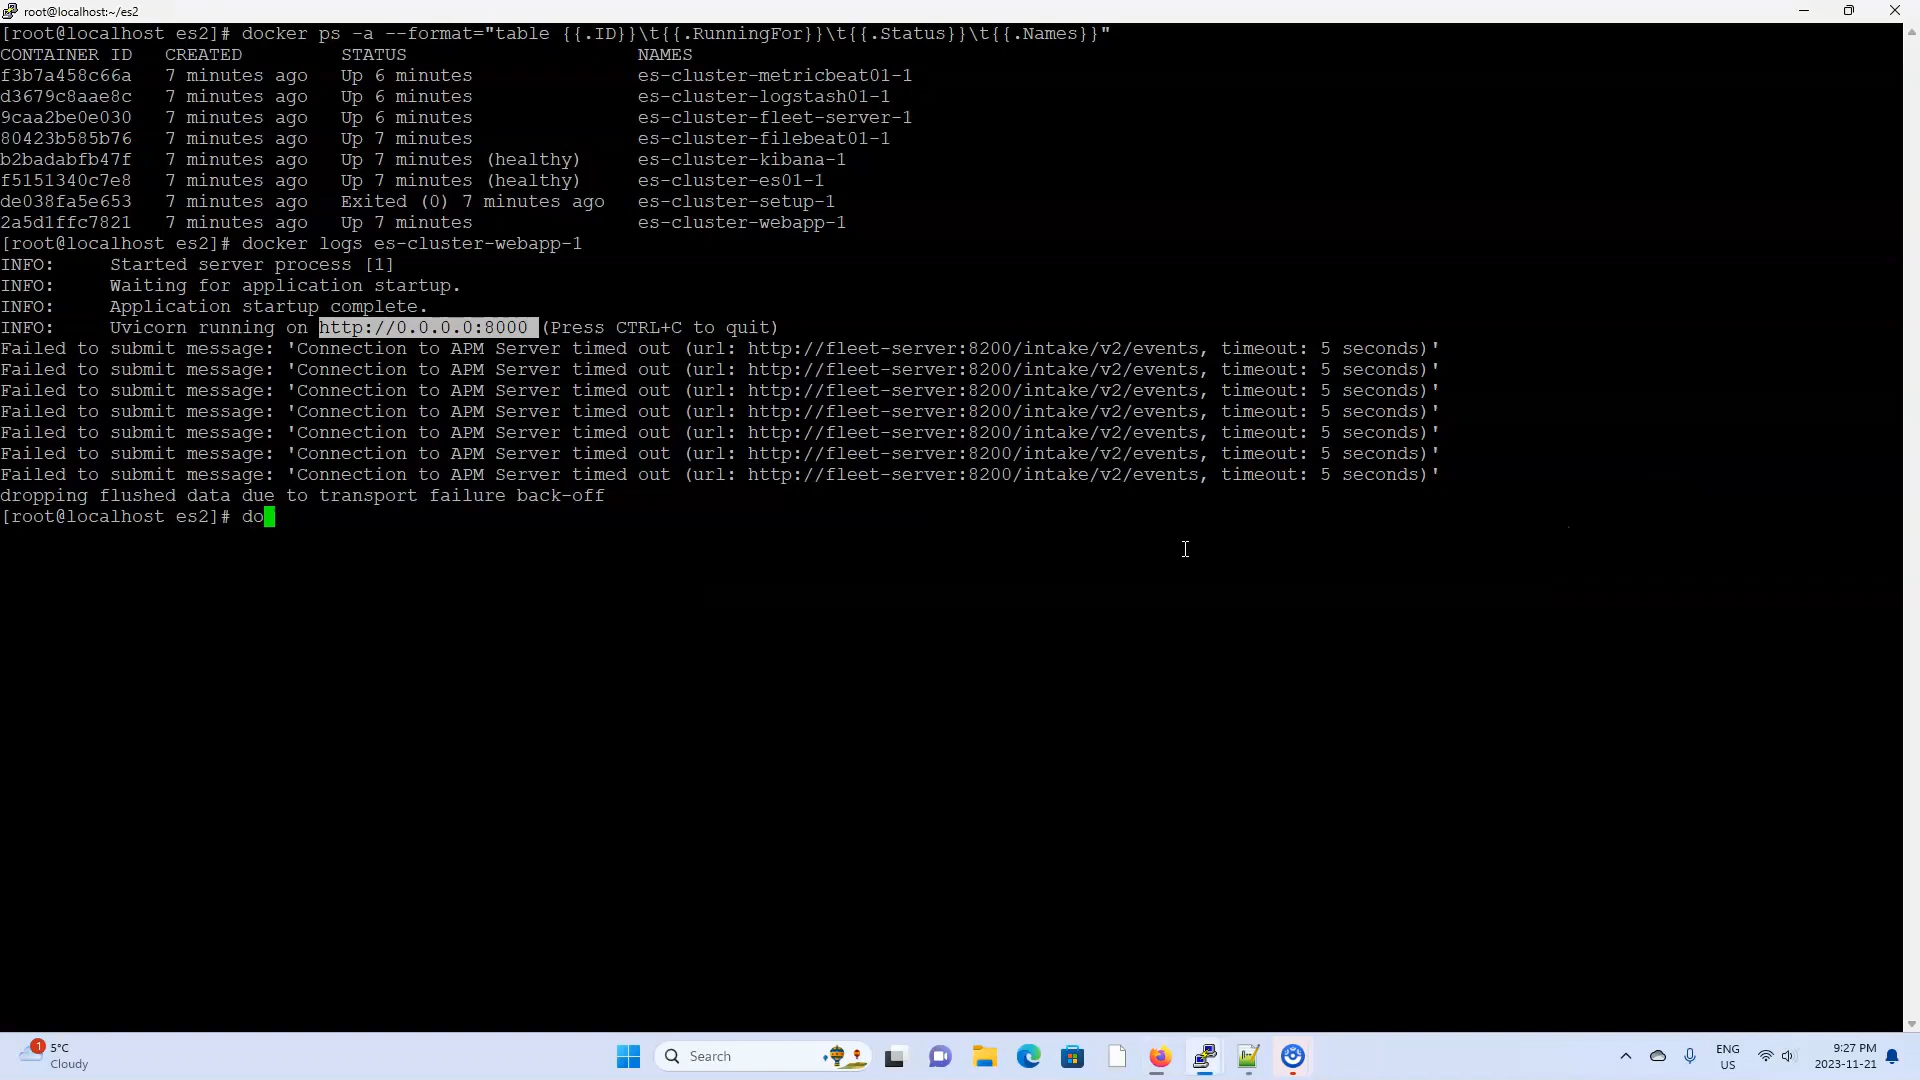 root@localhost:~/es2
[root@localhost es2]# docker ps -a --format="table {{.ID}}\t{{.RunningFor}}\t{{.Status}}\t{{.Names}}"
CONTAINER ID   CREATED         STATUS                     NAMES
f3b7a458c66a   7 minutes ago   Up 6 minutes               es-cluster-metricbeat01-1
d3679c8aae8c   7 minutes ago   Up 6 minutes               es-cluster-logstash01-1
9caa2be0e030   7 minutes ago   Up 6 minutes               es-cluster-fleet-server-1
80423b585b76   7 minutes ago   Up 7 minutes               es-cluster-filebeat01-1
b2badabfb47f   7 minutes ago   Up 7 minutes (healthy)     es-cluster-kibana-1
f5151340c7e8   7 minutes ago   Up 7 minutes (healthy)     es-cluster-es01-1
de038fa5e653   7 minutes ago   Exited (0) 7 minutes ago   es-cluster-setup-1
2a5d1ffc7821   7 minutes ago   Up 7 minutes               es-cluster-webapp-1
[root@localhost es2]# docker logs es-cluster-webapp-1
INFO:     Started server process [1]
INFO:     Waiting for application startup.
INFO:     Application startup complete.
INFO:     Uvicorn running on http://0.0.0.0:8000 (Press CTRL+C to quit)
Failed to submit message: 'Connection to APM Server timed out (url: http://fleet-server:8200/intake/v2/events, timeout: 5 seconds)'
Failed to submit message: 'Connection to APM Server timed out (url: http://fleet-server:8200/intake/v2/events, timeout: 5 seconds)'
Failed to submit message: 'Connection to APM Server timed out (url: http://fleet-server:8200/intake/v2/events, timeout: 5 seconds)'
Failed to submit message: 'Connection to APM Server timed out (url: http://fleet-server:8200/intake/v2/events, timeout: 5 seconds)'
Failed to submit message: 'Connection to APM Server timed out (url: http://fleet-server:8200/intake/v2/events, timeout: 5 seconds)'
Failed to submit message: 'Connection to APM Server timed out (url: http://fleet-server:8200/intake/v2/events, timeout: 5 seconds)'
Failed to submit message: 'Connection to APM Server timed out (url: http://fleet-server:8200/intake/v2/events, timeout: 5 seconds)'
dropping flushed data due to transport failure back-off
[root@localhost es2]# do
1
5°C
Cloudy
Search
ENG
US
9:27 PM
2023-11-21